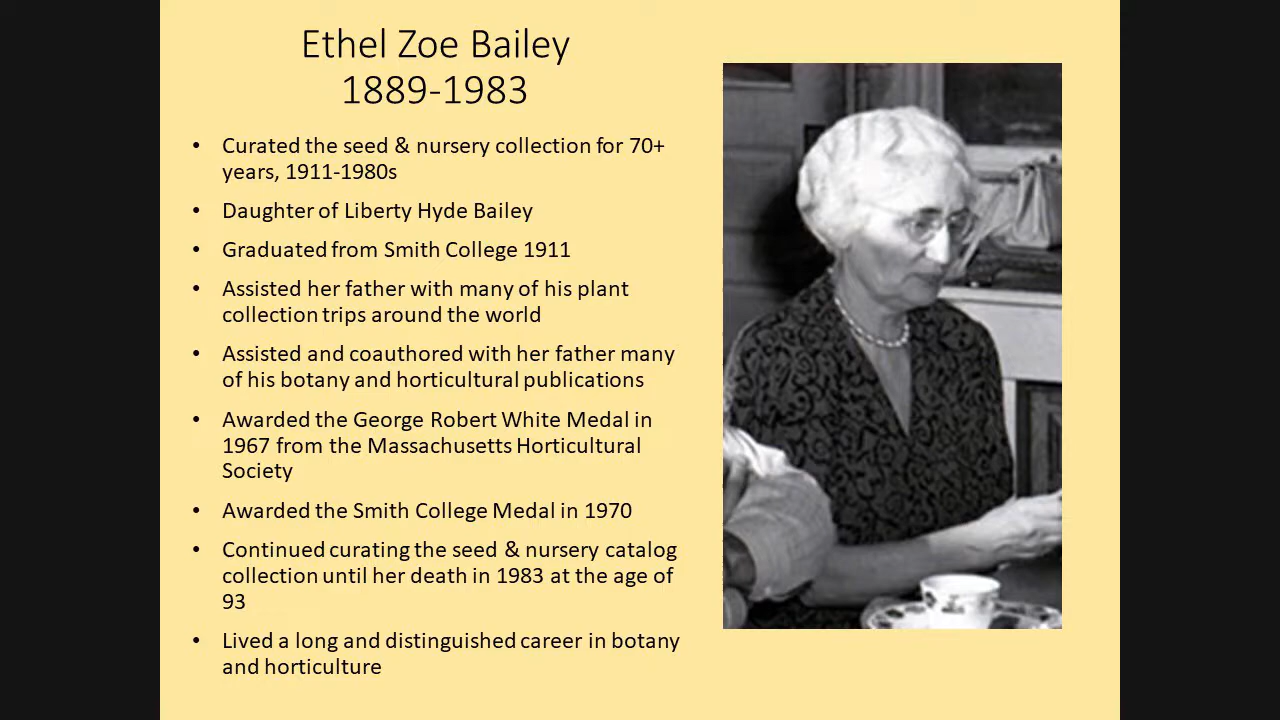 Ethel Zoe Bailey
1889-1983
• Curated the seed & nursery collection for 70+
years, 1911-1980s
• Daughter of Liberty Hyde Bailey
• Graduated from Smith College 1911
• Assisted her father with many of his plant
collection trips around the world
• Assisted and coauthored with her father many
of his botany and horticultural publications
• Awarded the George Robert White Medal in
1967 from the Massachusetts Horticultural
Society
• Awarded the Smith College Medal in 1970
• Continued curating the seed & nursery catalog
collection until her death in 1983 at the age of
93
• Lived a long and distinguished career in botany
and horticulture